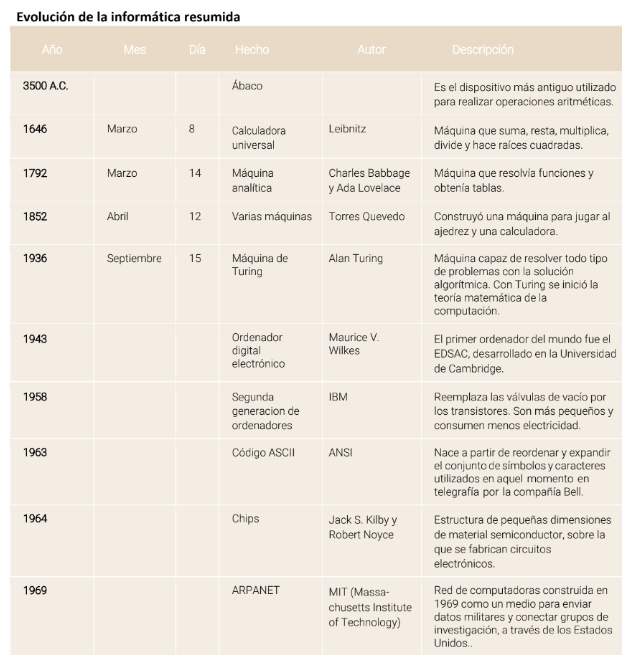 Evolución de la informática resumida
Año Mes Día Hecho Autor Descripción
3500 A.C. Ábaco Es el dispositivo más antiguo utilizado
para realizar operaciones aritméticas.
1646 Marzo 8 Calculadora Leibnitz Máquina que suma, resta, multiplica,
universal divide y hace raíces cuadradas.
1792 Marzo 14 Máquina Charles Babbage Máquina que resolvía funciones y
analítica y Ada Lovelace obtenía tablas.
1852 Abril 12 Varias máquinas Torres Quevedo Construyó una máquina para jugar al
ajedrez y una calculadora.
1936 Septiembre 15 Máquina de Alan Turing Máquina capaz de resolver todo tipo
Turing de problemas con la solución
algorítmica. Con Turing se inició la
teoría matemática de la
computación.
1943 Ordenador Maurice V. El primer ordenador del mundo fue el
digital Wilkes EDSAC, desarrollado en la Universidad
electrónico de Cambridge.
1958 Segunda IBM Reemplaza las válvulas de vacío por
generacion de los transistores. Son más pequeños y
ordenadores consumen menos electricidad.
1963 Código ASCII ANSI Nace a partir de reordenar y expandir
el conjunto de símbolos y caracteres
utilizados en aquel momento en
telegrafía por la compañía Bell.
1964 Chips Jack S. Kilby y Estructura de pequeñas dimensiones
Robert Noyce de material semiconductor, sobre la
que se fabrican circuitos
electrónicos.
1969 ARPANET MIT (Massa- Red de computadoras construida en
chusetts Institute 1969 como un medio para enviar
of Technology) datos militares y conectar grupos de
investigación, a través de los Estados
Unidos..